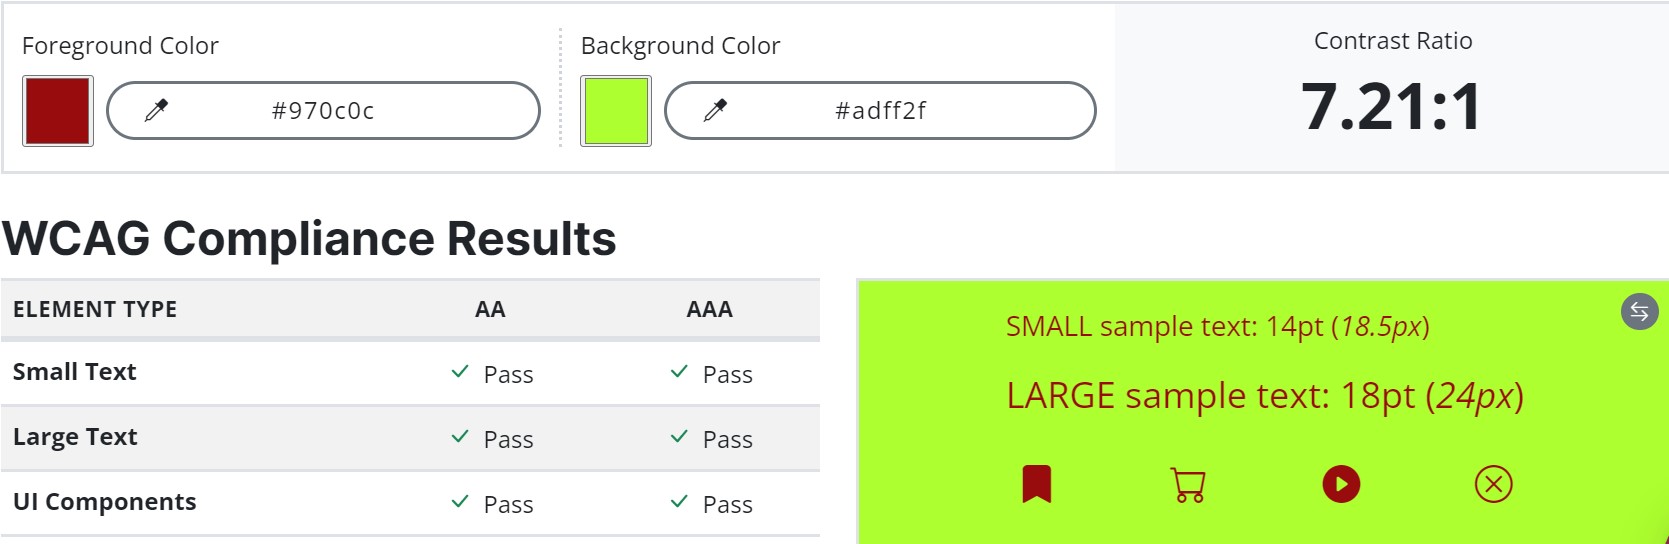 Foreground Color
#970c0c
Background Color
#adff2f
Contrast Ratio
7.21:1
WCAG Compliance Results
ELEMENT TYPE AA AAA
Small Text Pass Pass
Large Text Pass Pass
UI Components Pass Pass
SMALL sample text: 14pt (18.5px)
LARGE sample text: 18pt (24px)